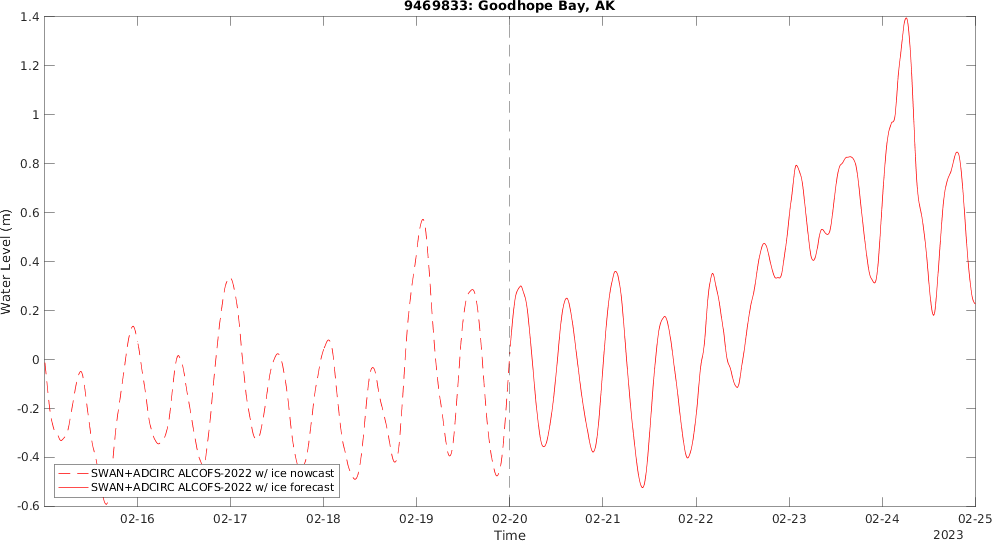 9469833: Goodhope Bay, AK
1.4
1.2
1
0.8
0.6
0.4
0.2
0
-0.2
-0.4
-0.6
Water Level (m)
SWAN+ADCIRC ALCOFS-2022 w/ ice nowcast
SWAN+ADCIRC ALCOFS-2022 w/ ice forecast
02-16 02-17 02-18 02-19 02-20 02-21 02-22 02-23 02-24 02-25
Time
2023